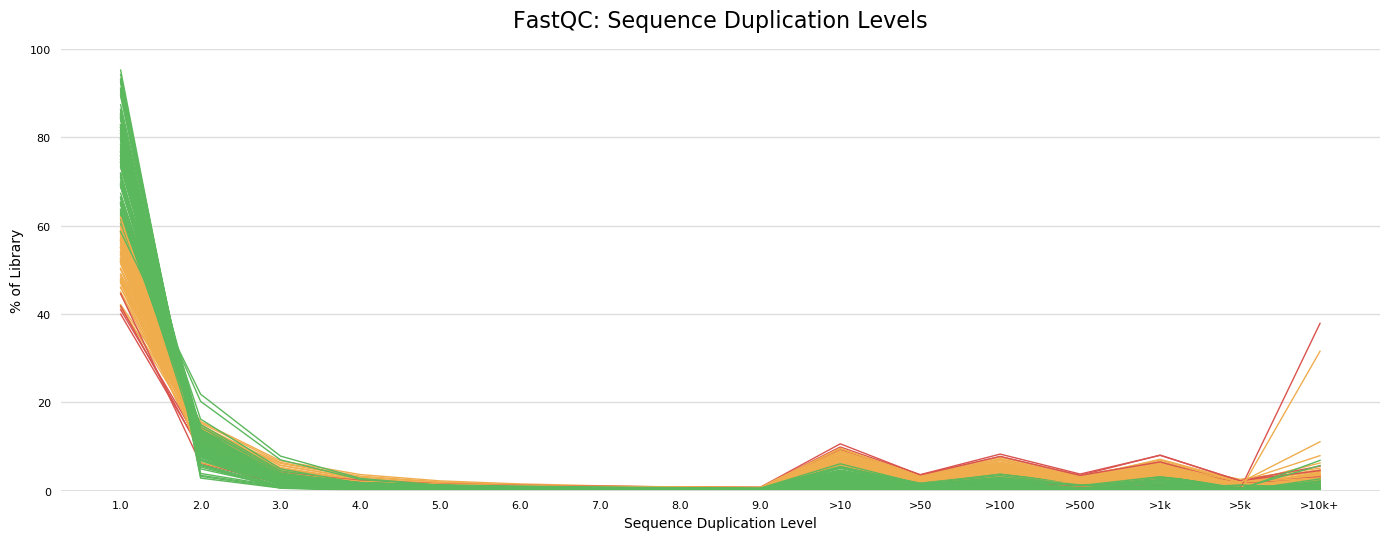 FastQC: Sequence Duplication Levels
100
80
60
40
20
0
% of Library
1.0 2.0 3.0 4.0 5.0 6.0 7.0 8.0 9.0 >10 >50 >100 >500 >1k >5k >10k+
Sequence Duplication Level